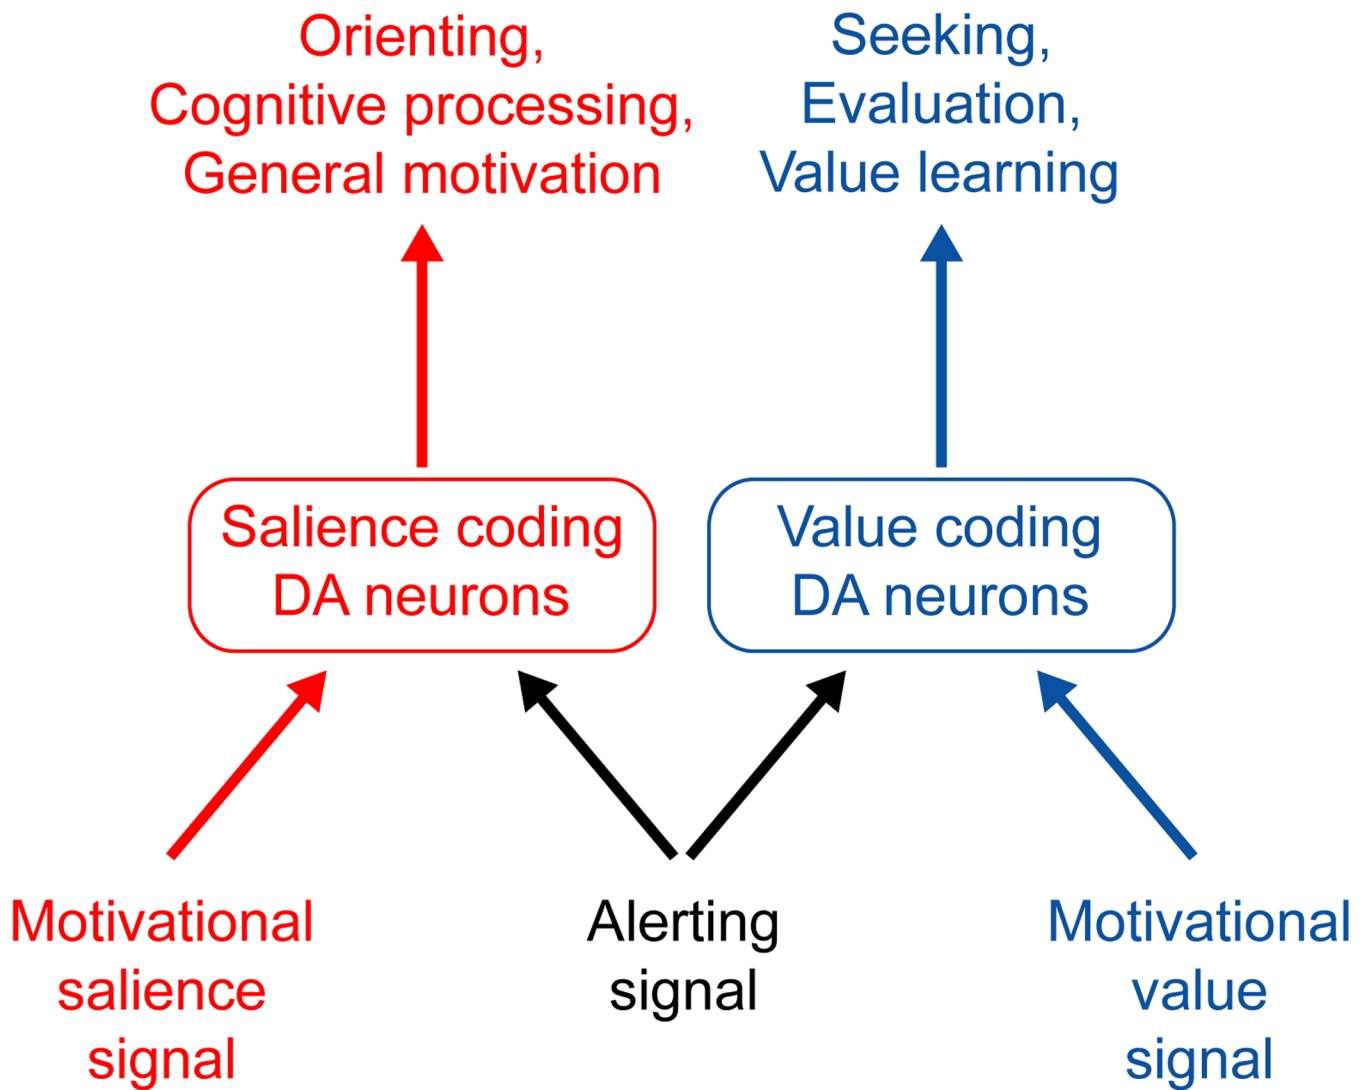 Orienting,
Cognitive processing,
General motivation
Seeking,
Evaluation,
Value learning
Salience coding
DA neurons
Value coding
DA neurons
Motivational
salience
signal
Alerting
signal
Motivational
value
signal